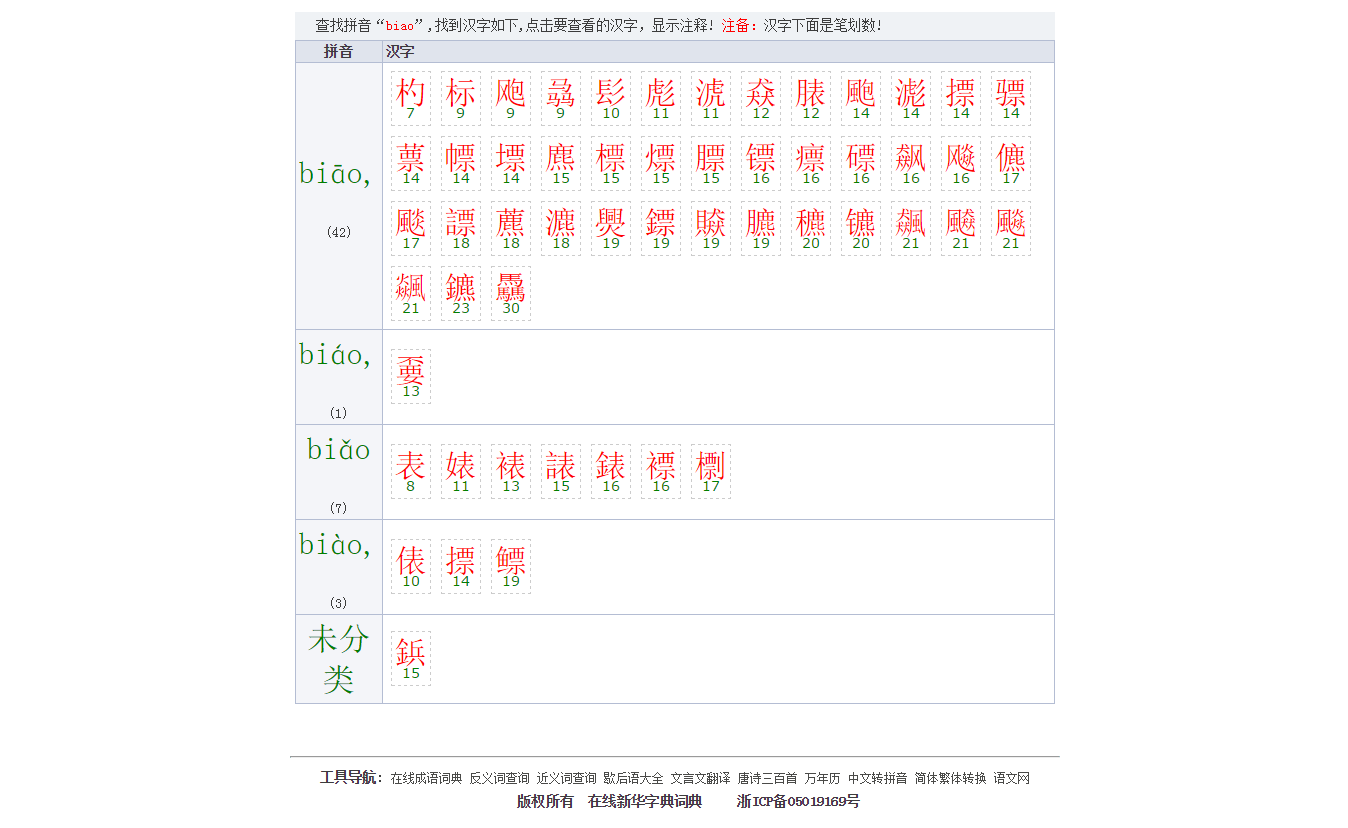 查找拼音“biao”,找到汉字如下,点击要查看的汉字，显示注释! 注备: 汉字下面是笔划数!
拼音 汉字
biāo,
(42)
杓 标 飑 骉 髟 彪 淲 猋 脿 颮 滮 摽 骠
7 9 9 9 10 11 11 12 12 14 14 14 14
蔈 幖 墂 麃 標 熛 膘 镖 瘭 磦 飙 飚 儦
14 14 14 15 15 15 15 16 16 16 16 16 17
颷 謤 藨 瀌 爂 鏢 贆 臕 穮 镳 飆 飇 飈
17 18 18 18 19 19 19 19 20 20 21 21 21
飊 鑣 驫
21 23 30
biáo,
(1)
嫑
13
biǎo
(7)
表 婊 裱 諘 錶 褾 檦
8 11 13 15 16 16 17
biào,
(3)
俵 摽 鳔
10 14 19
未分
类
鋲
15
工具导航: 在线成语词典 反义词查询 近义词查询 歇后语大全 文言文翻译 唐诗三百首 万年历 中文转拼音 简体繁体转换 语文网
版权所有 在线新华字典词典 浙ICP备05019169号